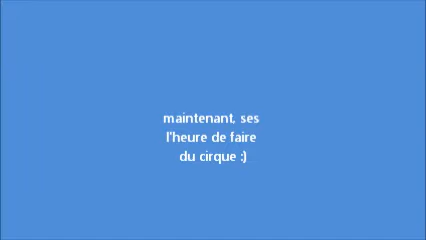 maintenant, ses
l'heure de faire
du cirque :)